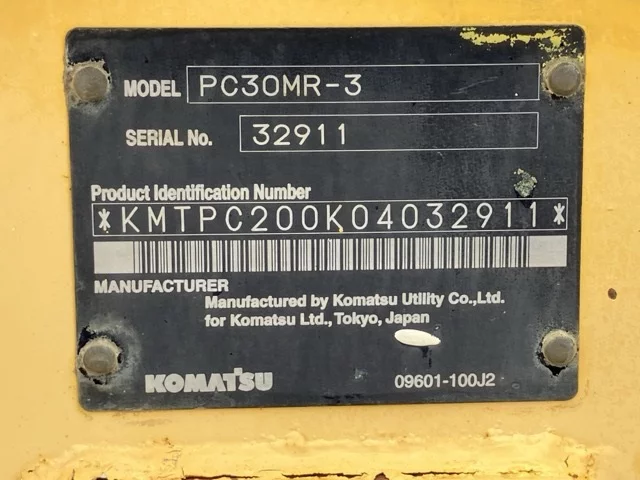 MODEL PC30MR-3
SERIAL No. 32911
Product Identification Number
*KMTPC200K04032911*
MANUFACTURER
Manufactured by Komatsu Utility Co.,Ltd.
for Komatsu Ltd.,Tokyo, Japan
KOMATSU 09601-100J2